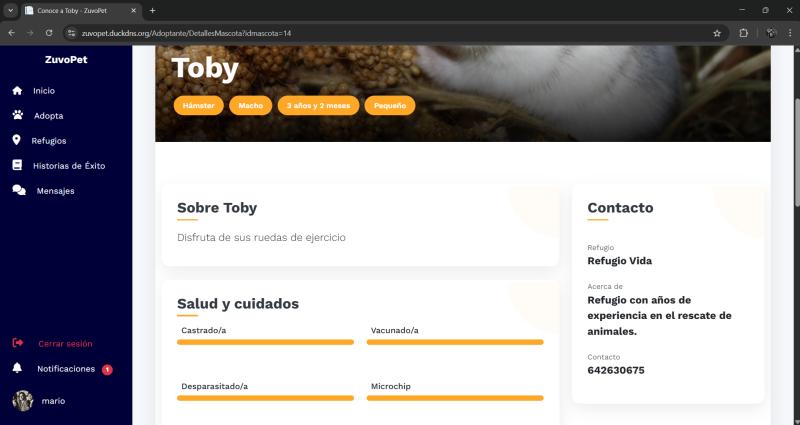 Conoce a Toby - ZuvoPet
zuvopet.duckdns.org/Adoptante/DetallesMascota?idmascota=14
ZuvoPet
Inicio
Adopta
Refugios
Historias de Éxito
Mensajes
Cerrar sesión
Notificaciones 1
mario
Toby
Hámster Macho 3 años y 2 meses Pequeño
Sobre Toby
Disfruta de sus ruedas de ejercicio
Salud y cuidados
Castrado/a Vacunado/a
Desparasitado/a Microchip
Contacto
Refugio
Refugio Vida
Acerca de
Refugio con años de
experiencia en el rescate de
animales.
Contacto
642630675